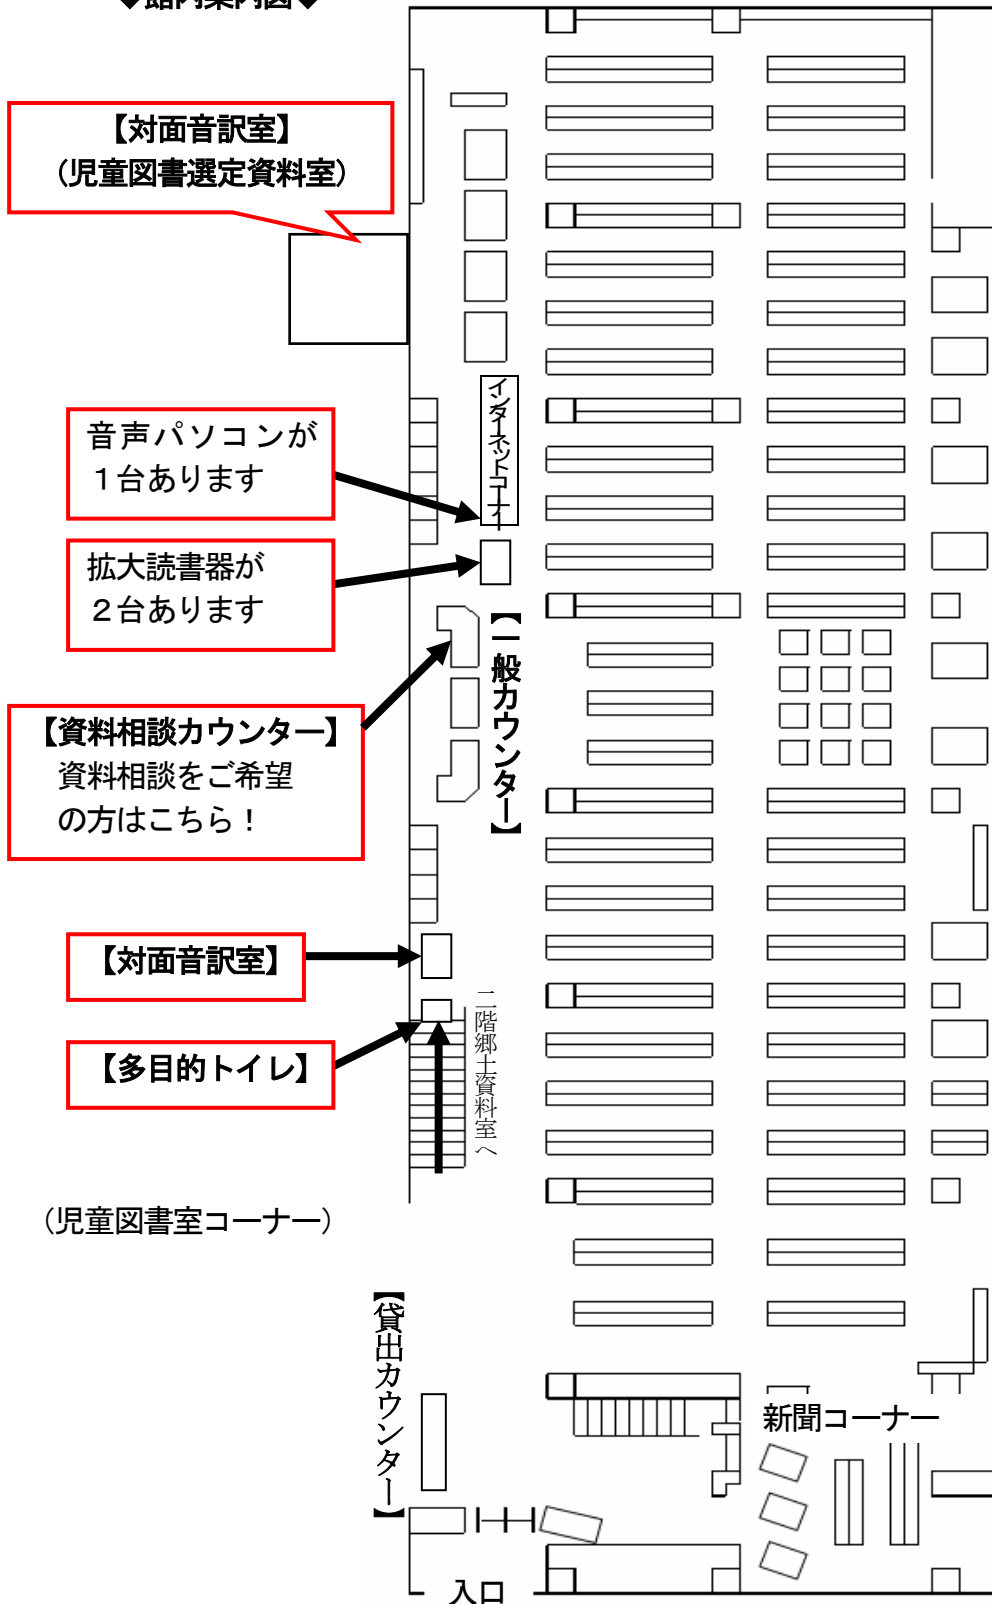 ◆館内案内図◆
【対面音訳室】
（児童図書選定資料室）
インターネットコーナー
音声パソコンが
１台あります
拡大読書器が
２台あります
【一般カウンター】
【資料相談カウンター】
資料相談をご希望
の方はこちら！
【対面音訳室】
二階郷土資料室へ
【多目的トイレ】
（児童図書室コーナー）
【貸出カウンター】
新聞コーナー
入口